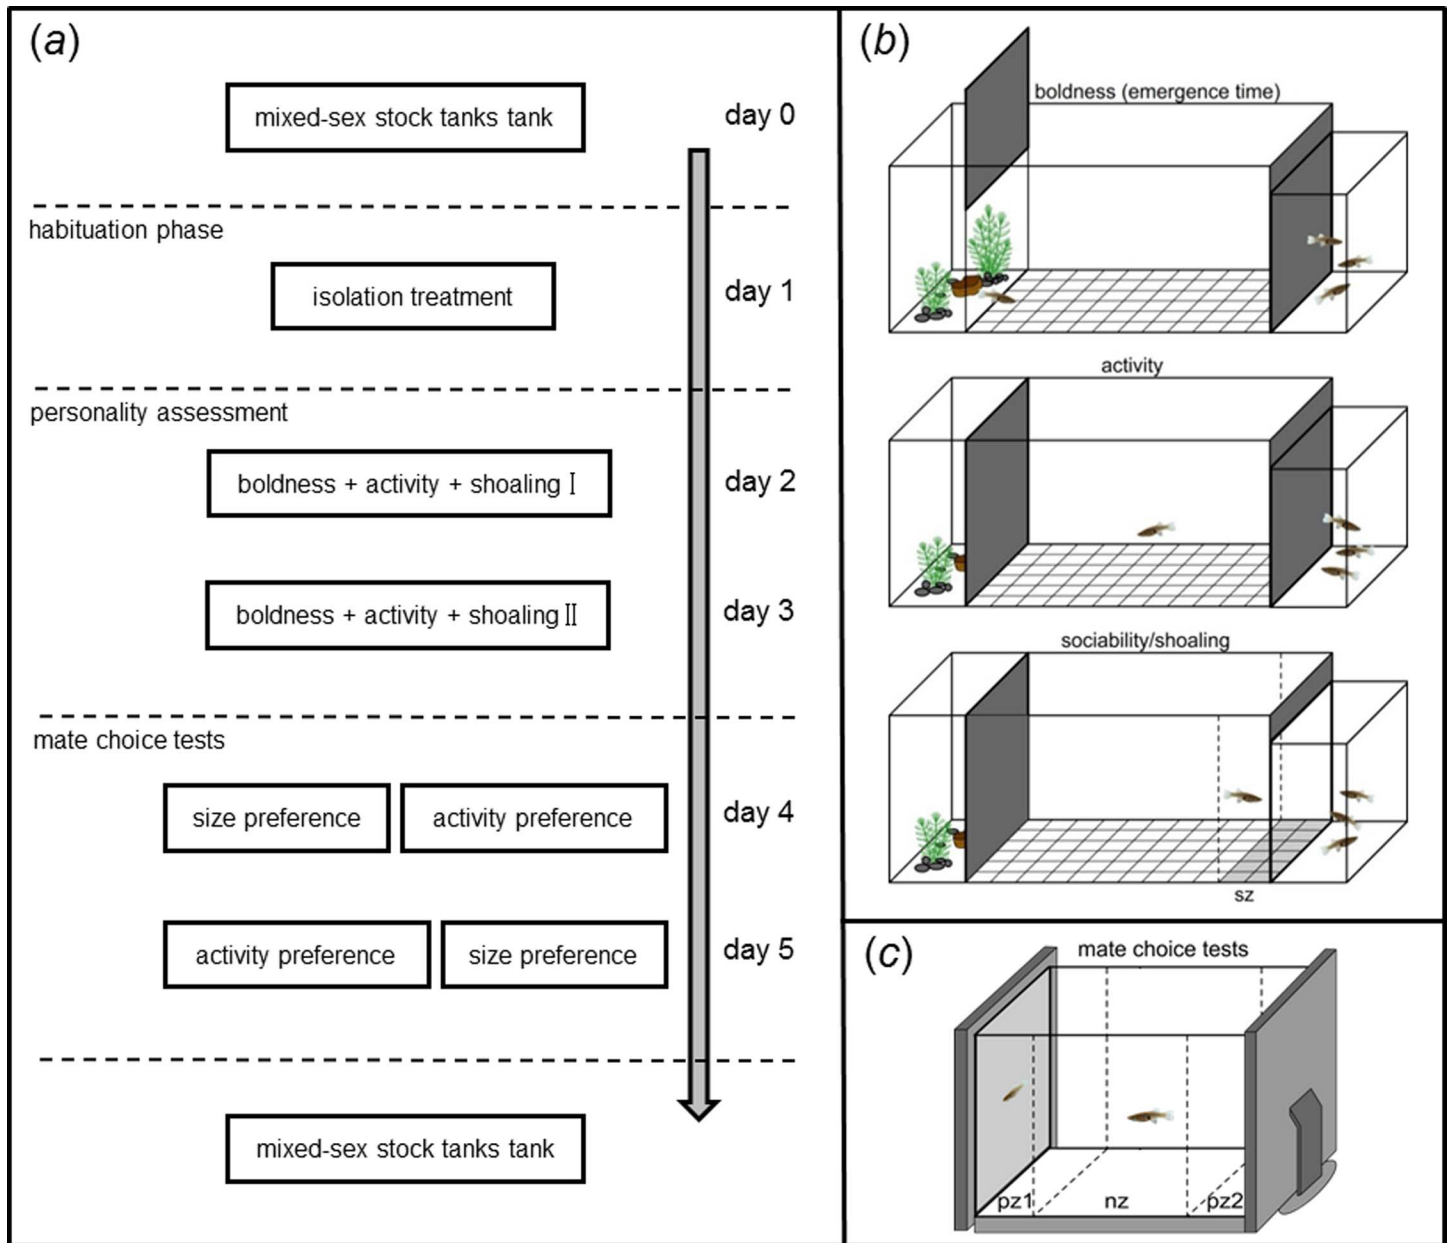 (a)
mixed-sex stock tanks tank
day 0
habituation phase
isolation treatment
day 1
personality assessment
boldness + activity + shoaling I
day 2
boldness + activity + shoaling II
day 3
mate choice tests
size preference
activity preference
day 4
activity preference
size preference
day 5
mixed-sex stock tanks tank
(b)
boldness (emergence time)
activity
sociability/shoaling
sz
(c)
mate choice tests
pz1
nz
pz2